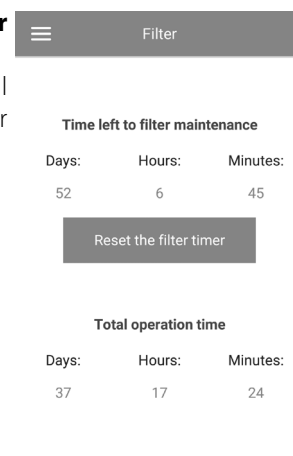 r
Filter
l
r
Time left to filter maintenance
Days: Hours: Minutes:
52 6 45
Reset the filter timer
Total operation time
Days: Hours: Minutes:
37 17 24